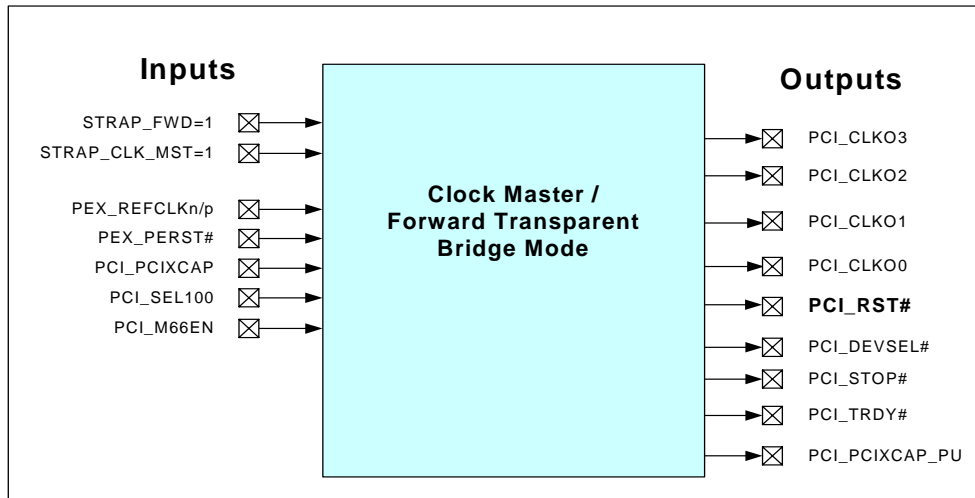 Inputs
STRAP_FWD=1
STRAP_CLK_MST=1
PEX_REFCLKn/p
PEX_PERST#
PCI_PCIXCAP
PCI_SEL100
PCI_M66EN
Clock Master /
Forward Transparent
Bridge Mode
Outputs
PCI_CLKO3
PCI_CLKO2
PCI_CLKO1
PCI_CLKO0
PCI_RST#
PCI_DEVSEL#
PCI_STOP#
PCI_TRDY#
PCI_PCIXCAP_PU